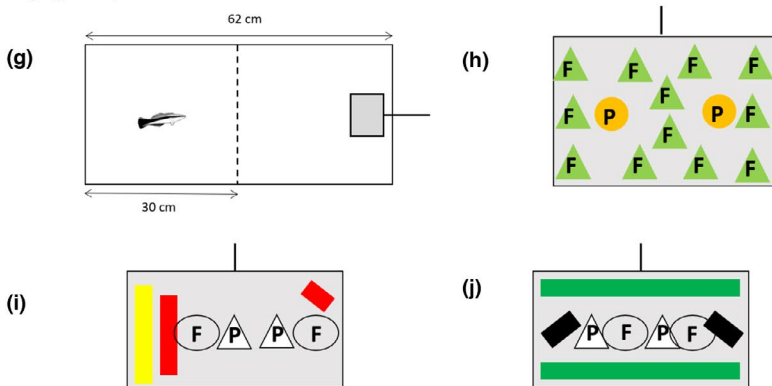 62 cm
(g)
30 cm
(h)
F F F F
F
F P P F
F
F F F F
(i)
F P P F
(j)
P F P F